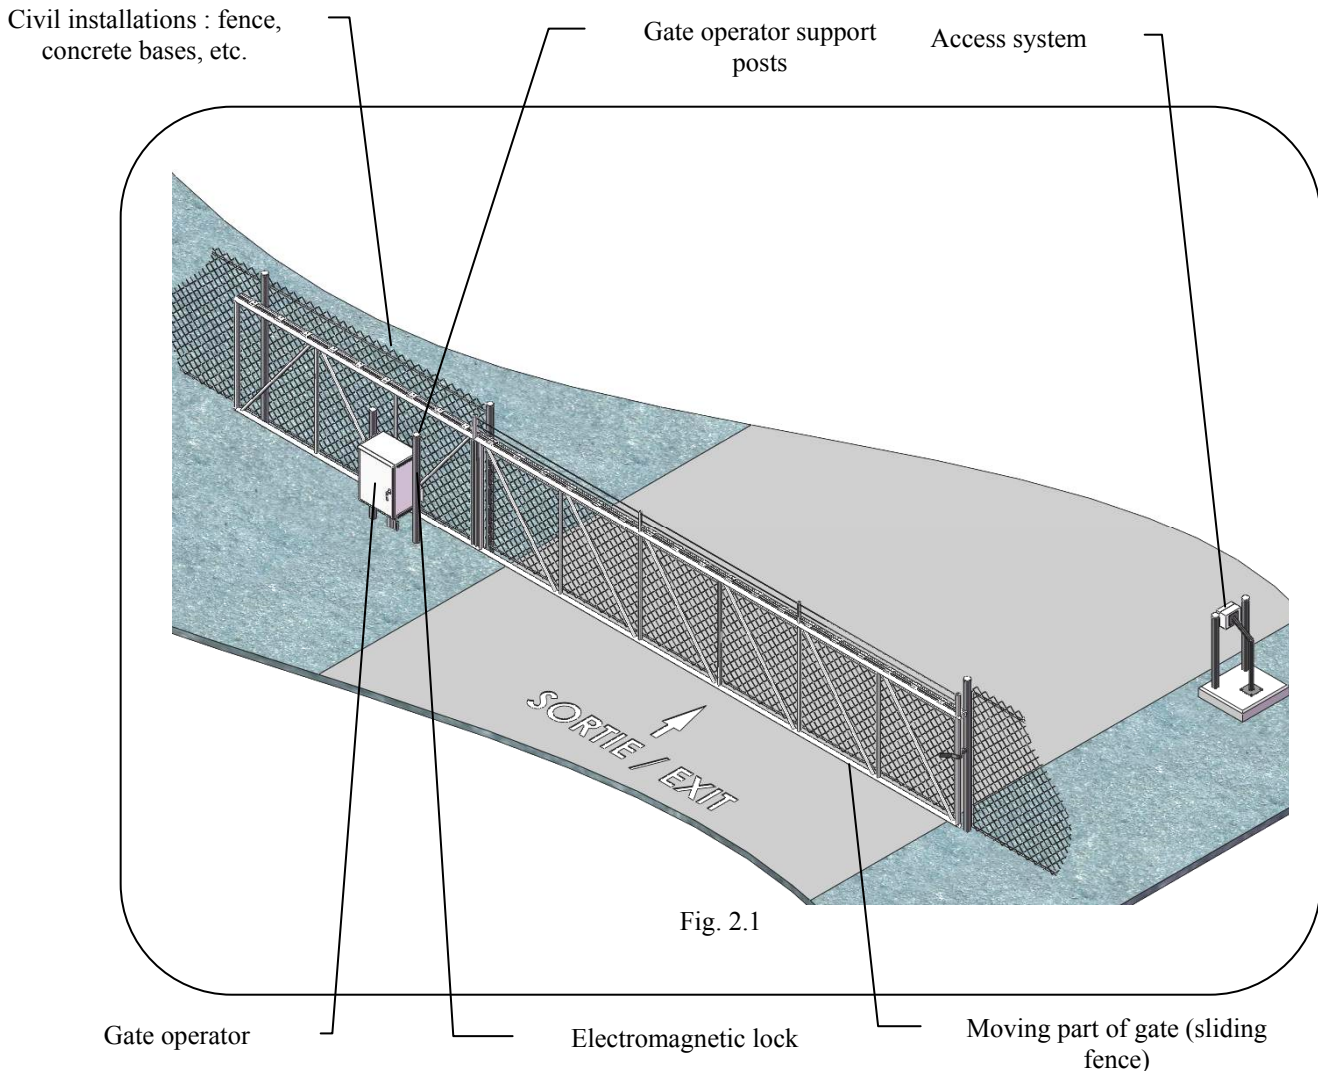 Civil installations : fence,
concrete bases, etc.
Gate operator support
posts
Access system
SORTIE / EXIT
Fig. 2.1
Gate operator
Electromagnetic lock
Moving part of gate (sliding
fence)